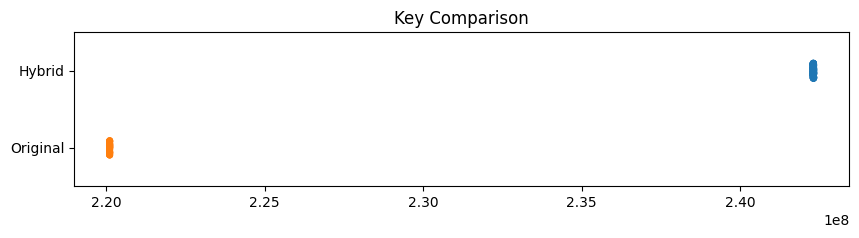 Key Comparison
Hybrid
Original
2.20 2.25 2.30 2.35 2.40
1e8